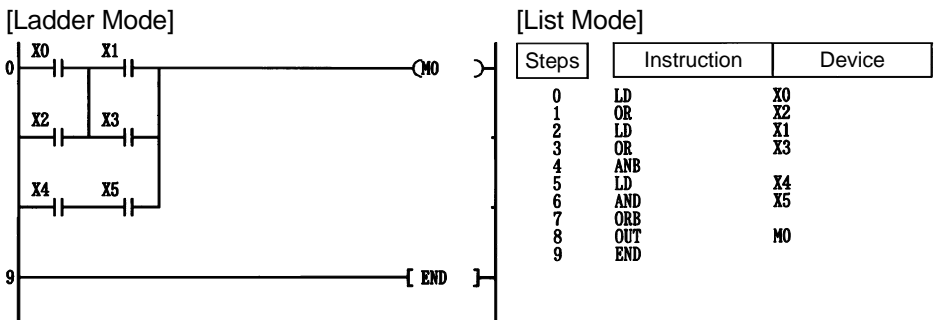 [Ladder Mode]
X0 X1
0 M0
X2 X3
X4 X5
9 END
[List Mode]
Steps Instruction Device
0 LD X0
1 OR X2
2 LD X1
3 OR X3
4 ANB
5 LD X4
6 AND X5
7 ORB
8 OUT M0
9 END